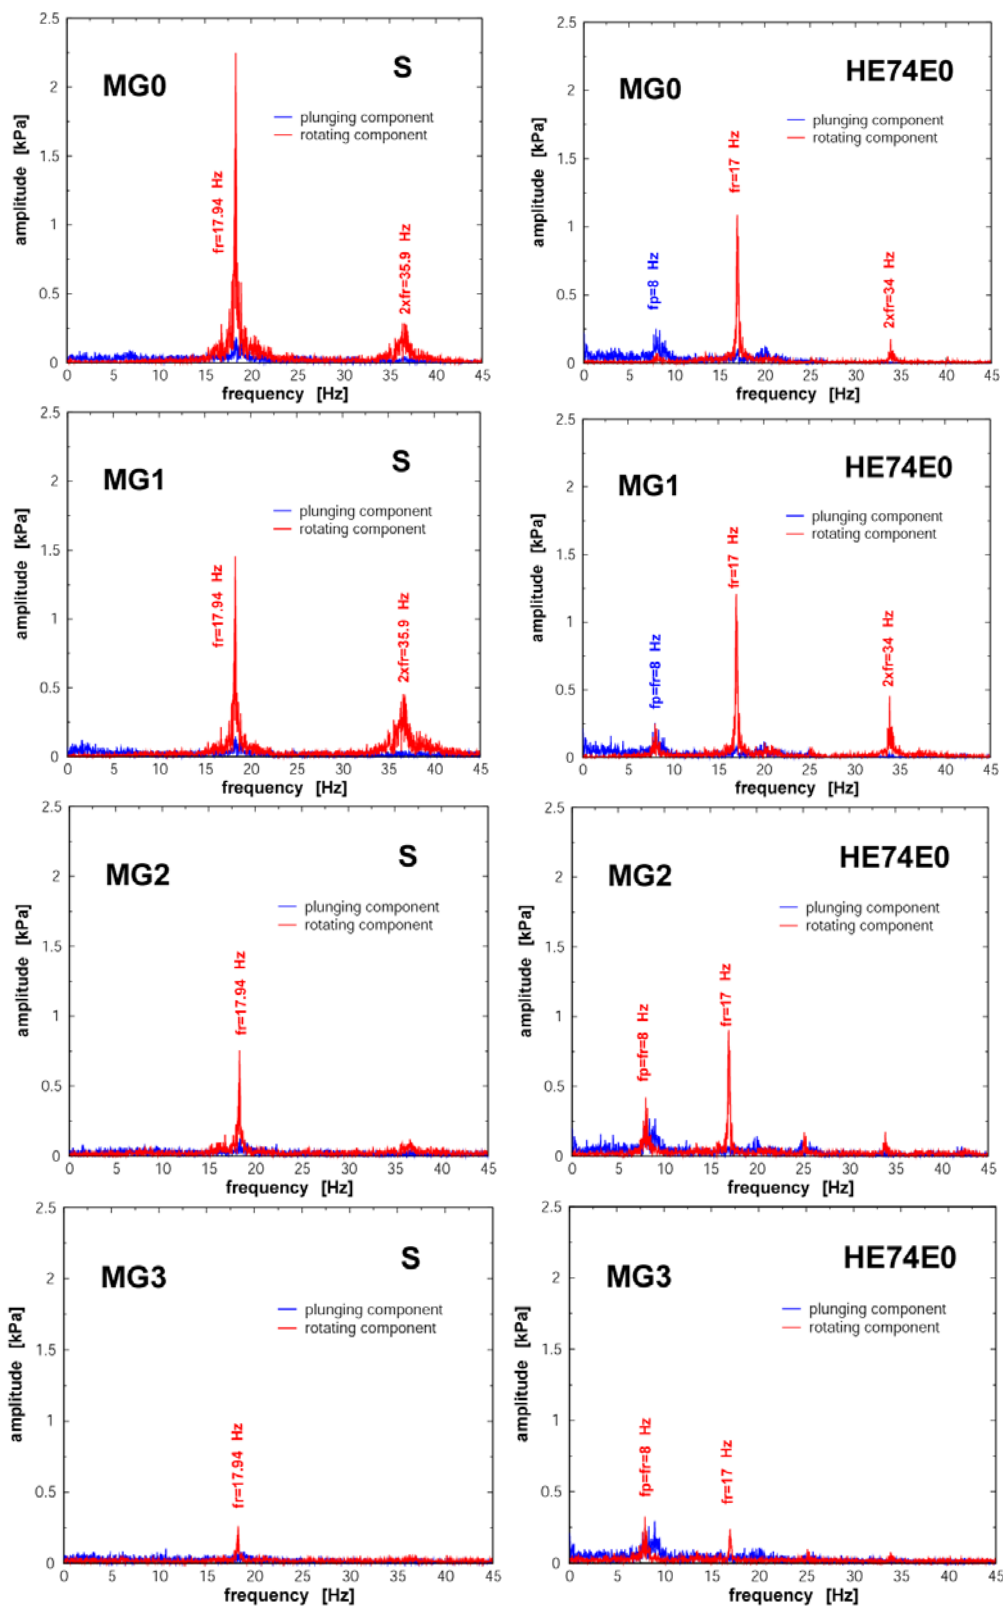 MG0
S
plunging component
rotating component
fr=17.94 Hz
2xfr=35.9 Hz
amplitude [kPa]
2.5
2
1.5
1
0.5
0
0 5 10 15 20 25 30 35 40 45
frequency [Hz]
MG0
HE74E0
plunging component
rotating component
fp=8 Hz
fr=17 Hz
2xfr=34 Hz
amplitude [kPa]
2.5
2
1.5
1
0.5
0
0 5 10 15 20 25 30 35 40 45
frequency [Hz]
MG1
S
plunging component
rotating component
fr=17.94 Hz
2xfr=35.9 Hz
amplitude [kPa]
2.5
2
1.5
1
0.5
0
0 5 10 15 20 25 30 35 40 45
frequency [Hz]
MG1
HE74E0
plunging component
rotating component
fp=fr=8 Hz
fr=17 Hz
2xfr=34 Hz
amplitude [kPa]
2.5
2
1.5
1
0.5
0
0 5 10 15 20 25 30 35 40 45
frequency [Hz]
MG2
S
plunging component
rotating component
fr=17.94 Hz
amplitude [kPa]
2.5
2
1.5
1
0.5
0
0 5 10 15 20 25 30 35 40 45
frequency [Hz]
MG2
HE74E0
plunging component
rotating component
fp=fr=8 Hz
fr=17 Hz
amplitude [kPa]
2.5
2
1.5
1
0.5
0
0 5 10 15 20 25 30 35 40 45
frequency [Hz]
MG3
S
plunging component
rotating component
fr=17.94 Hz
amplitude [kPa]
2.5
2
1.5
1
0.5
0
0 5 10 15 20 25 30 35 40 45
frequency [Hz]
MG3
HE74E0
plunging component
rotating component
fp=fr=8 Hz
fr=17 Hz
amplitude [kPa]
2.5
2
1.5
1
0.5
0
0 5 10 15 20 25 30 35 40 45
frequency [Hz]